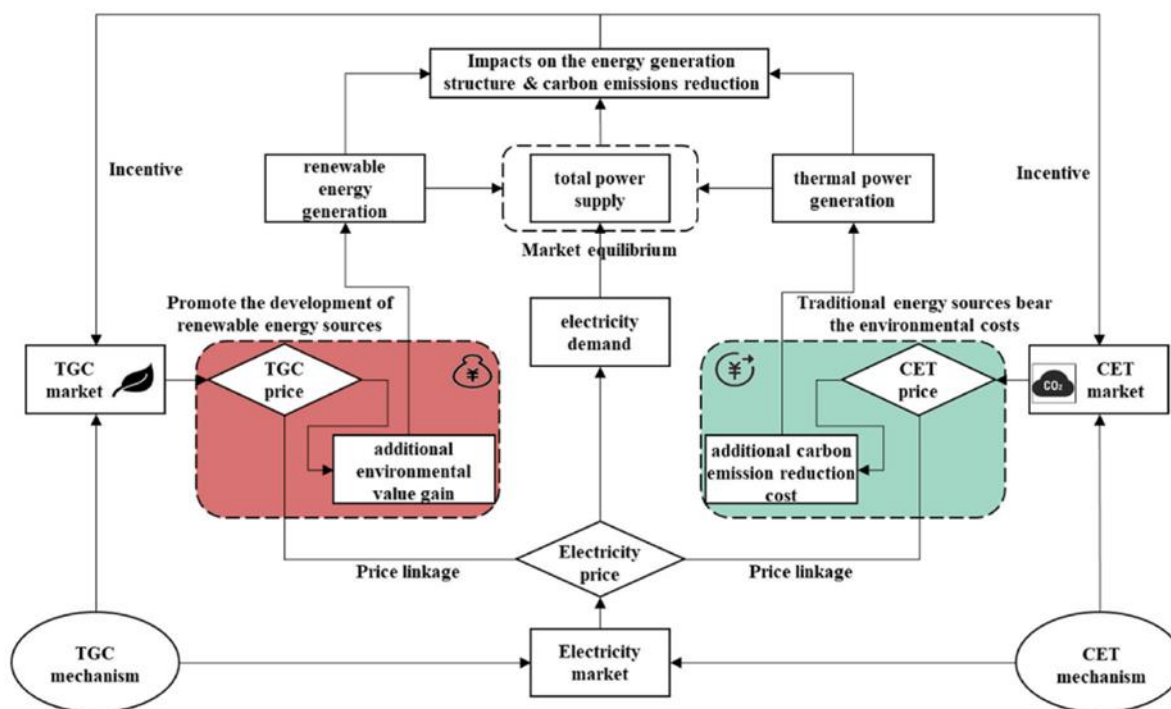 Impacts on the energy generation
structure & carbon emissions reduction
Incentive
renewable
energy
generation
total power
supply
thermal power
generation
Incentive
Market equilibrium
Promote the development of
renewable energy sources
electricity
demand
Traditional energy sources bear
the environmental costs
TGC
market
TGC
price
¥
¥
CET
price
CO₂
CET
market
additional
environmental
value gain
additional carbon
emission reduction
cost
Price linkage
Electricity
price
Price linkage
TGC
mechanism
Electricity
market
CET
mechanism